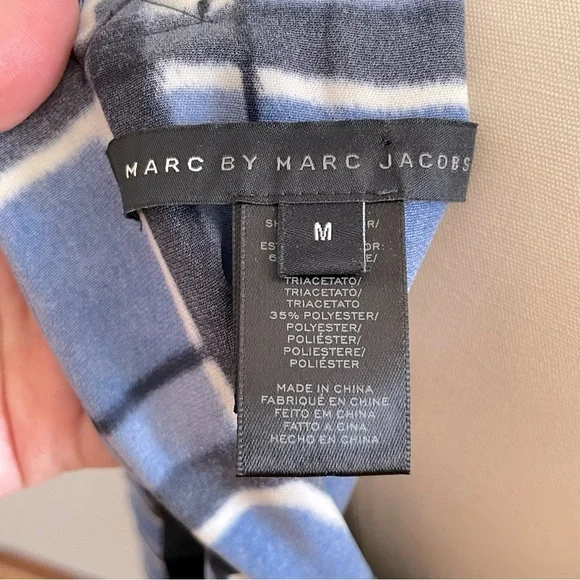 MARC BY MARC JACOBS
M
TRIACETATO/
TRIACETATO/
TRIACETATO
35% POLYESTER/
POLYESTER/
POLIÉSTER/
POLIESTERE/
POLIÉSTER
MADE IN CHINA
FABRIQUÉ EN CHINE
FEITO EM CHINA
FATTO A CINA
HECHO EN CHINA